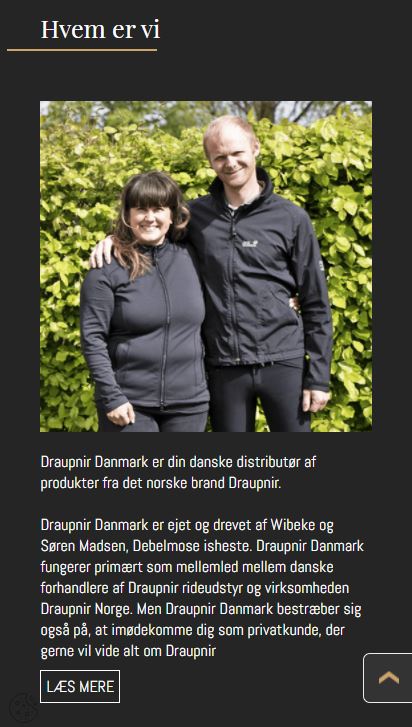 Hvem er vi
Draupnir Danmark er din danske distributør af
produkter fra det norske brand Draupnir.
Draupnir Danmark er ejet og drevet af Wibeke og
Søren Madsen, Debelmose isheste. Draupnir Danmark
fungerer primært som mellemled mellem danske
forhandlere af Draupnir rideudstyr og virksomheden
Draupnir Norge. Men Draupnir Danmark bestræber sig
også på, at imødekomme dig som privatkunde, der
gerne vil vide alt om Draupnir
LÆS MERE